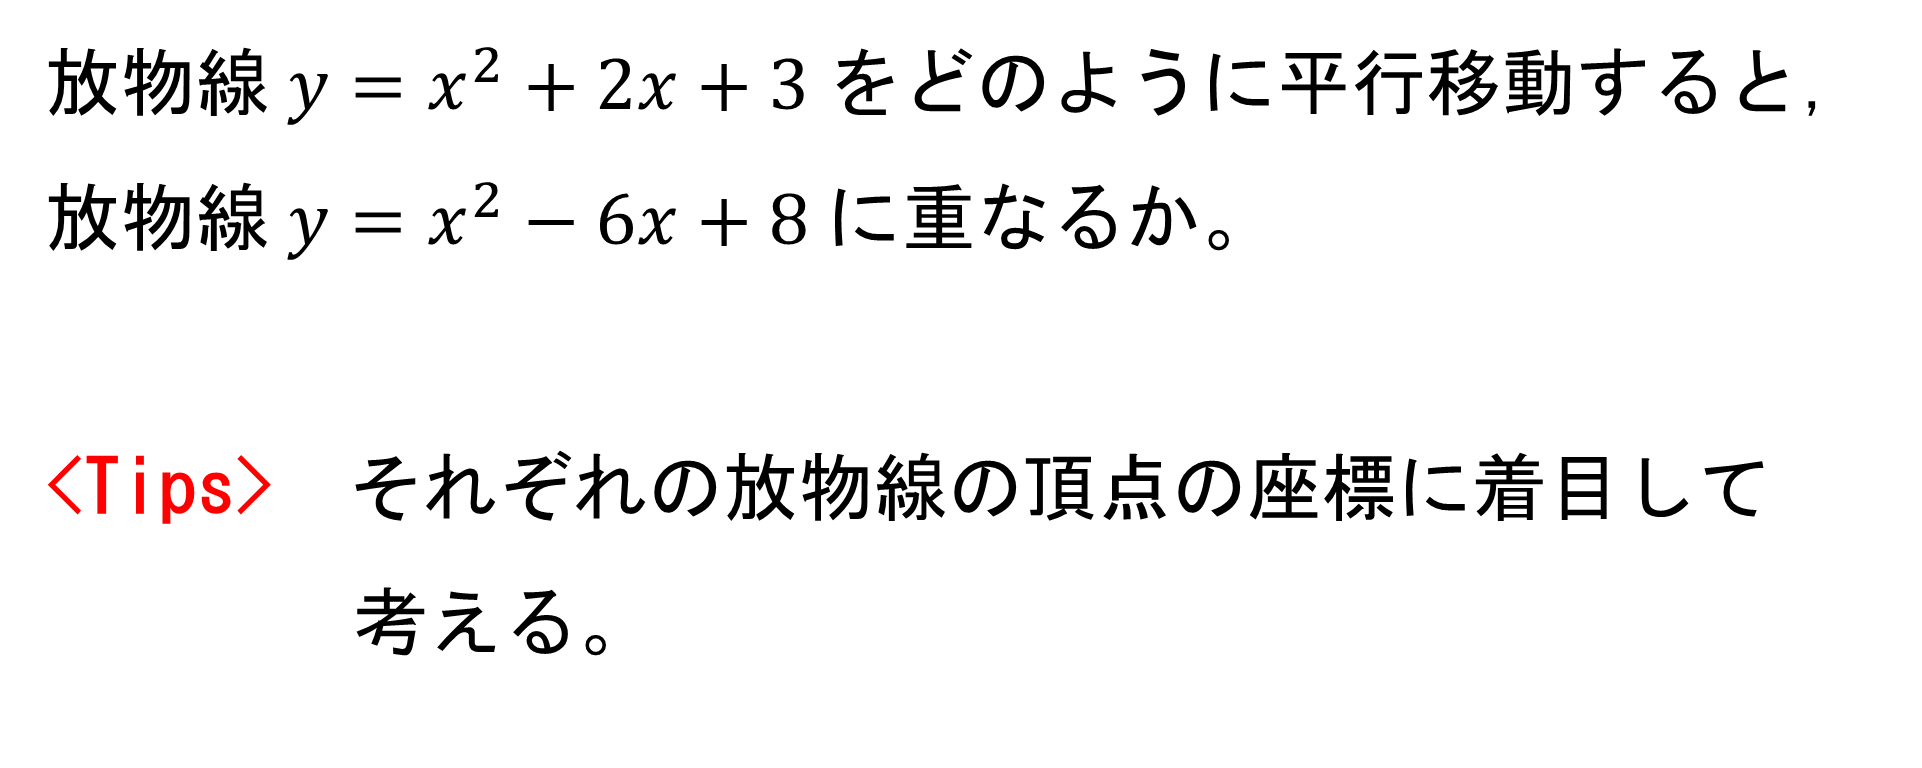 放物線 y = x² + 2x + 3 をどのように平行移動すると,
放物線 y = x² − 6x + 8 に重なるか。
<Tips> それぞれの放物線の頂点の座標に着目して
考える。